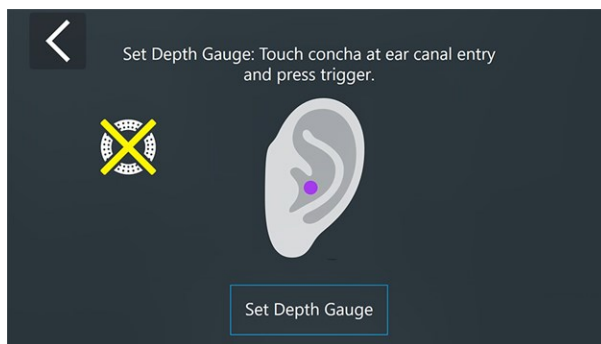 Set Depth Gauge: Touch concha at ear canal entry
and press trigger.
Set Depth Gauge